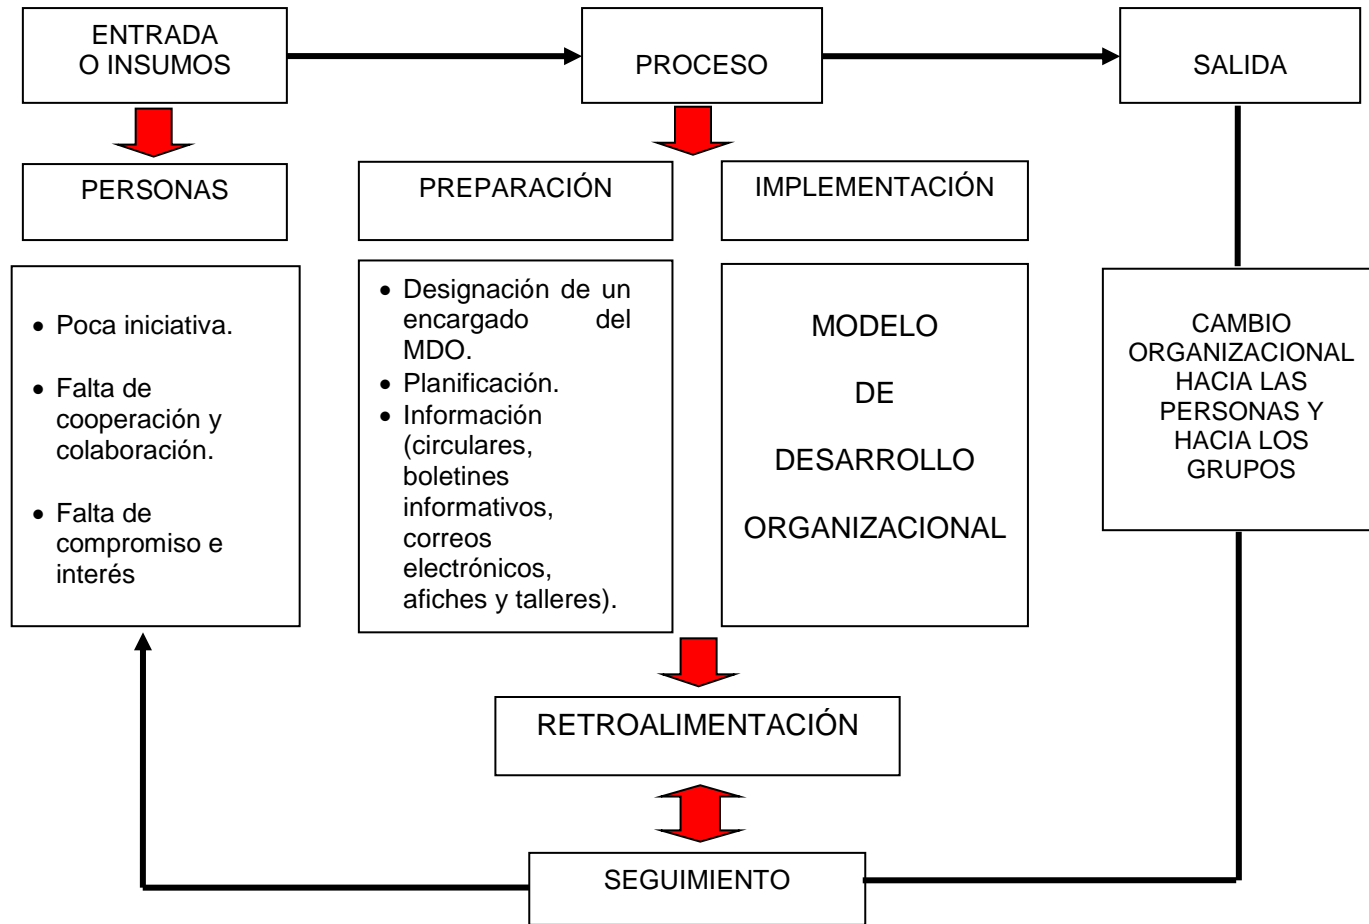 ENTRADA
O INSUMOS
PROCESO
SALIDA
PERSONAS
PREPARACIÓN
IMPLEMENTACIÓN
• Poca iniciativa.
• Falta de
cooperación y
colaboración.
• Falta de
compromiso e
interés
• Designación de un
encargado del
MDO.
• Planificación.
• Información
(circulares,
boletines
informativos,
correos
electrónicos,
afiches y talleres).
MODELO
DE
DESARROLLO
ORGANIZACIONAL
CAMBIO
ORGANIZACIONAL
HACIA LAS
PERSONAS Y
HACIA LOS
GRUPOS
RETROALIMENTACIÓN
SEGUIMIENTO